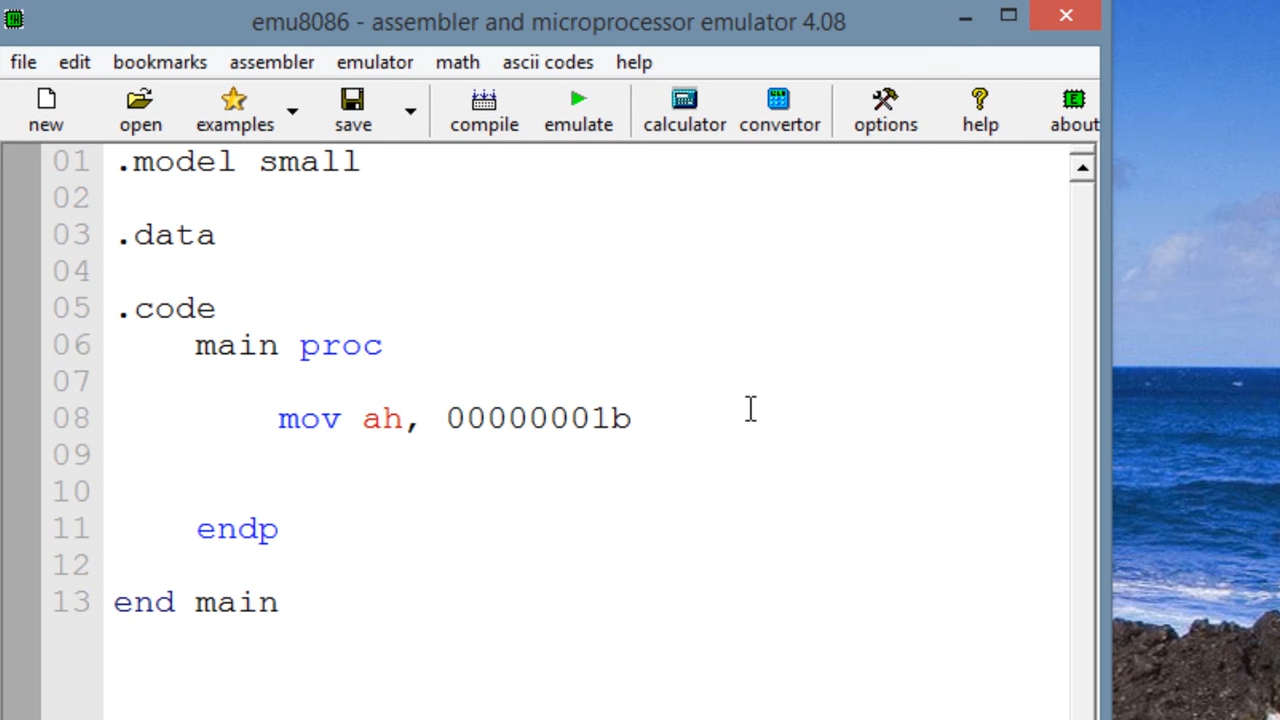 emu8086 - assembler and microprocessor emulator 4.08
file edit bookmarks assembler emulator math ascii codes help
new open examples save compile emulate calculator convertor options help about
01 .model small
02
03 .data
04
05 .code
06 main proc
07
08 mov ah, 00000001b
09
10
11 endp
12
13 end main